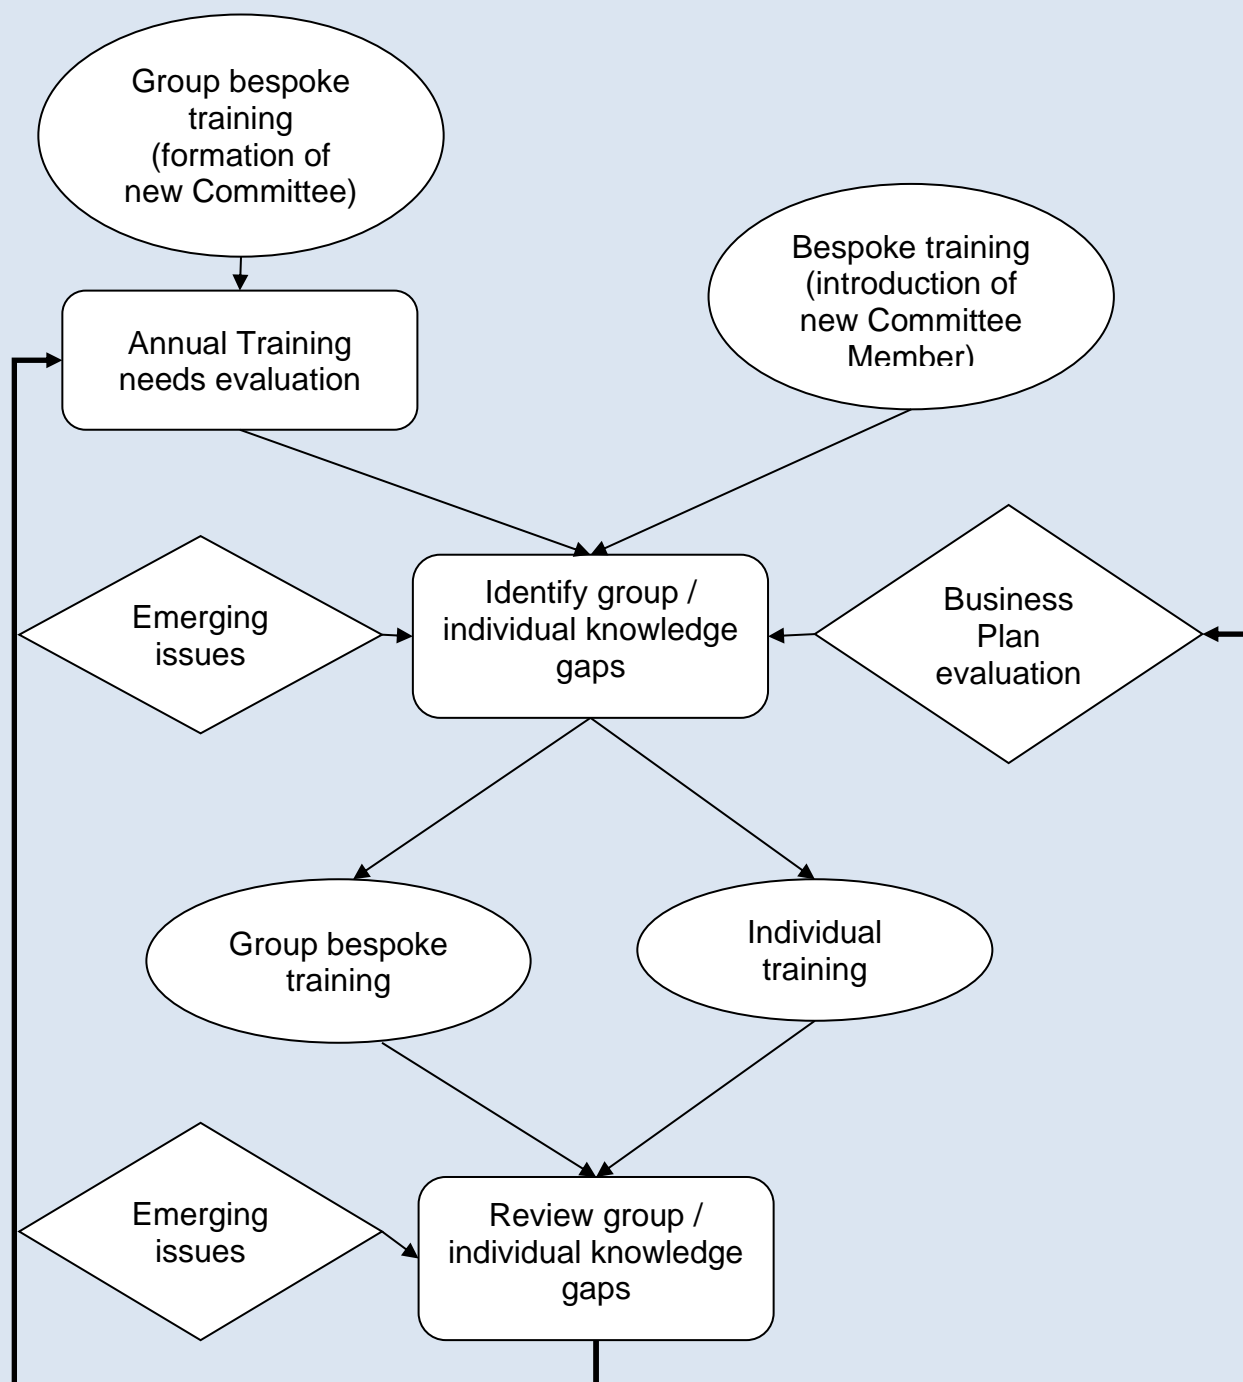 Group bespoke
training
(formation of
new Committee)
Bespoke training
(introduction of
new Committee
Member)
Annual Training
needs evaluation
Emerging
issues
Identify group /
individual knowledge
gaps
Business
Plan
evaluation
Group bespoke
training
Individual
training
Emerging
issues
Review group /
individual knowledge
gaps